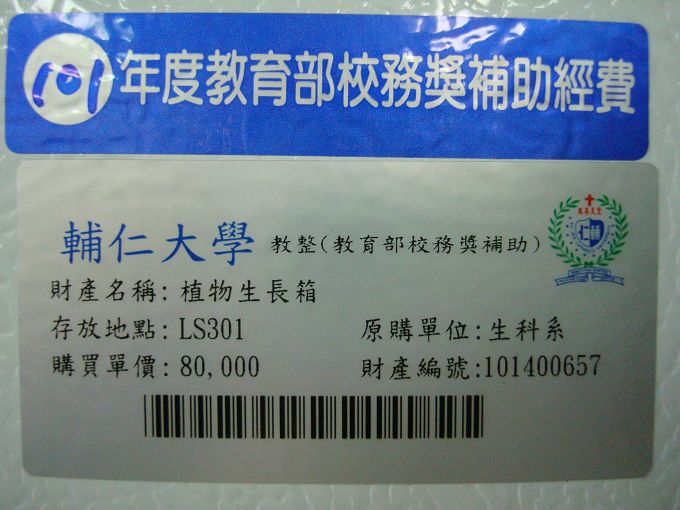 101年度教育部校務獎補助經費
輔仁大學 教整(教育部校務獎補助)
財產名稱: 植物生長箱
存放地點: LS301 原購單位: 生科系
購買單價: 80,000 財產編號:101400657